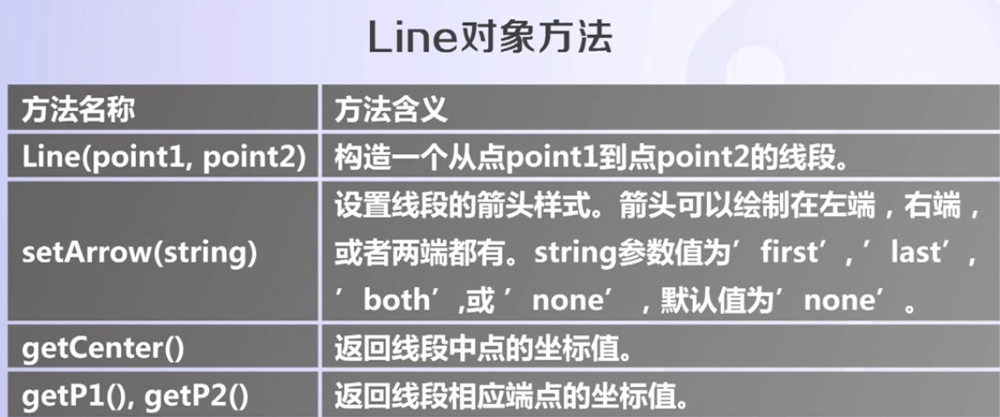 Line对象方法
方法名称 方法含义
Line(point1, point2) 构造一个从点point1到点point2的线段。
setArrow(string) 设置线段的箭头样式。箭头可以绘制在左端，右端，
或者两端都有。string参数值为’first’,’last’,
’both’,或 ’none’ ，默认值为’none’。
getCenter() 返回线段中点的坐标值。
getP1(), getP2() 返回线段相应端点的坐标值。